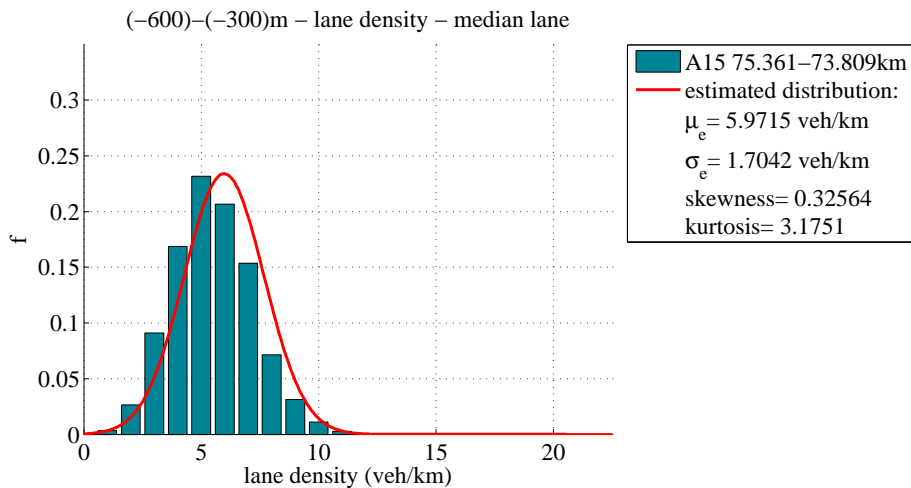 (−600)−(−300)m − lane density − median lane
0.3
0.25
0.2
0.15
0.1
0.05
0
f
0
5
10
15
20
lane density (veh/km)
A15 75.361−73.809km
estimated distribution:
μe= 5.9715 veh/km
σe= 1.7042 veh/km
skewness= 0.32564
kurtosis= 3.1751